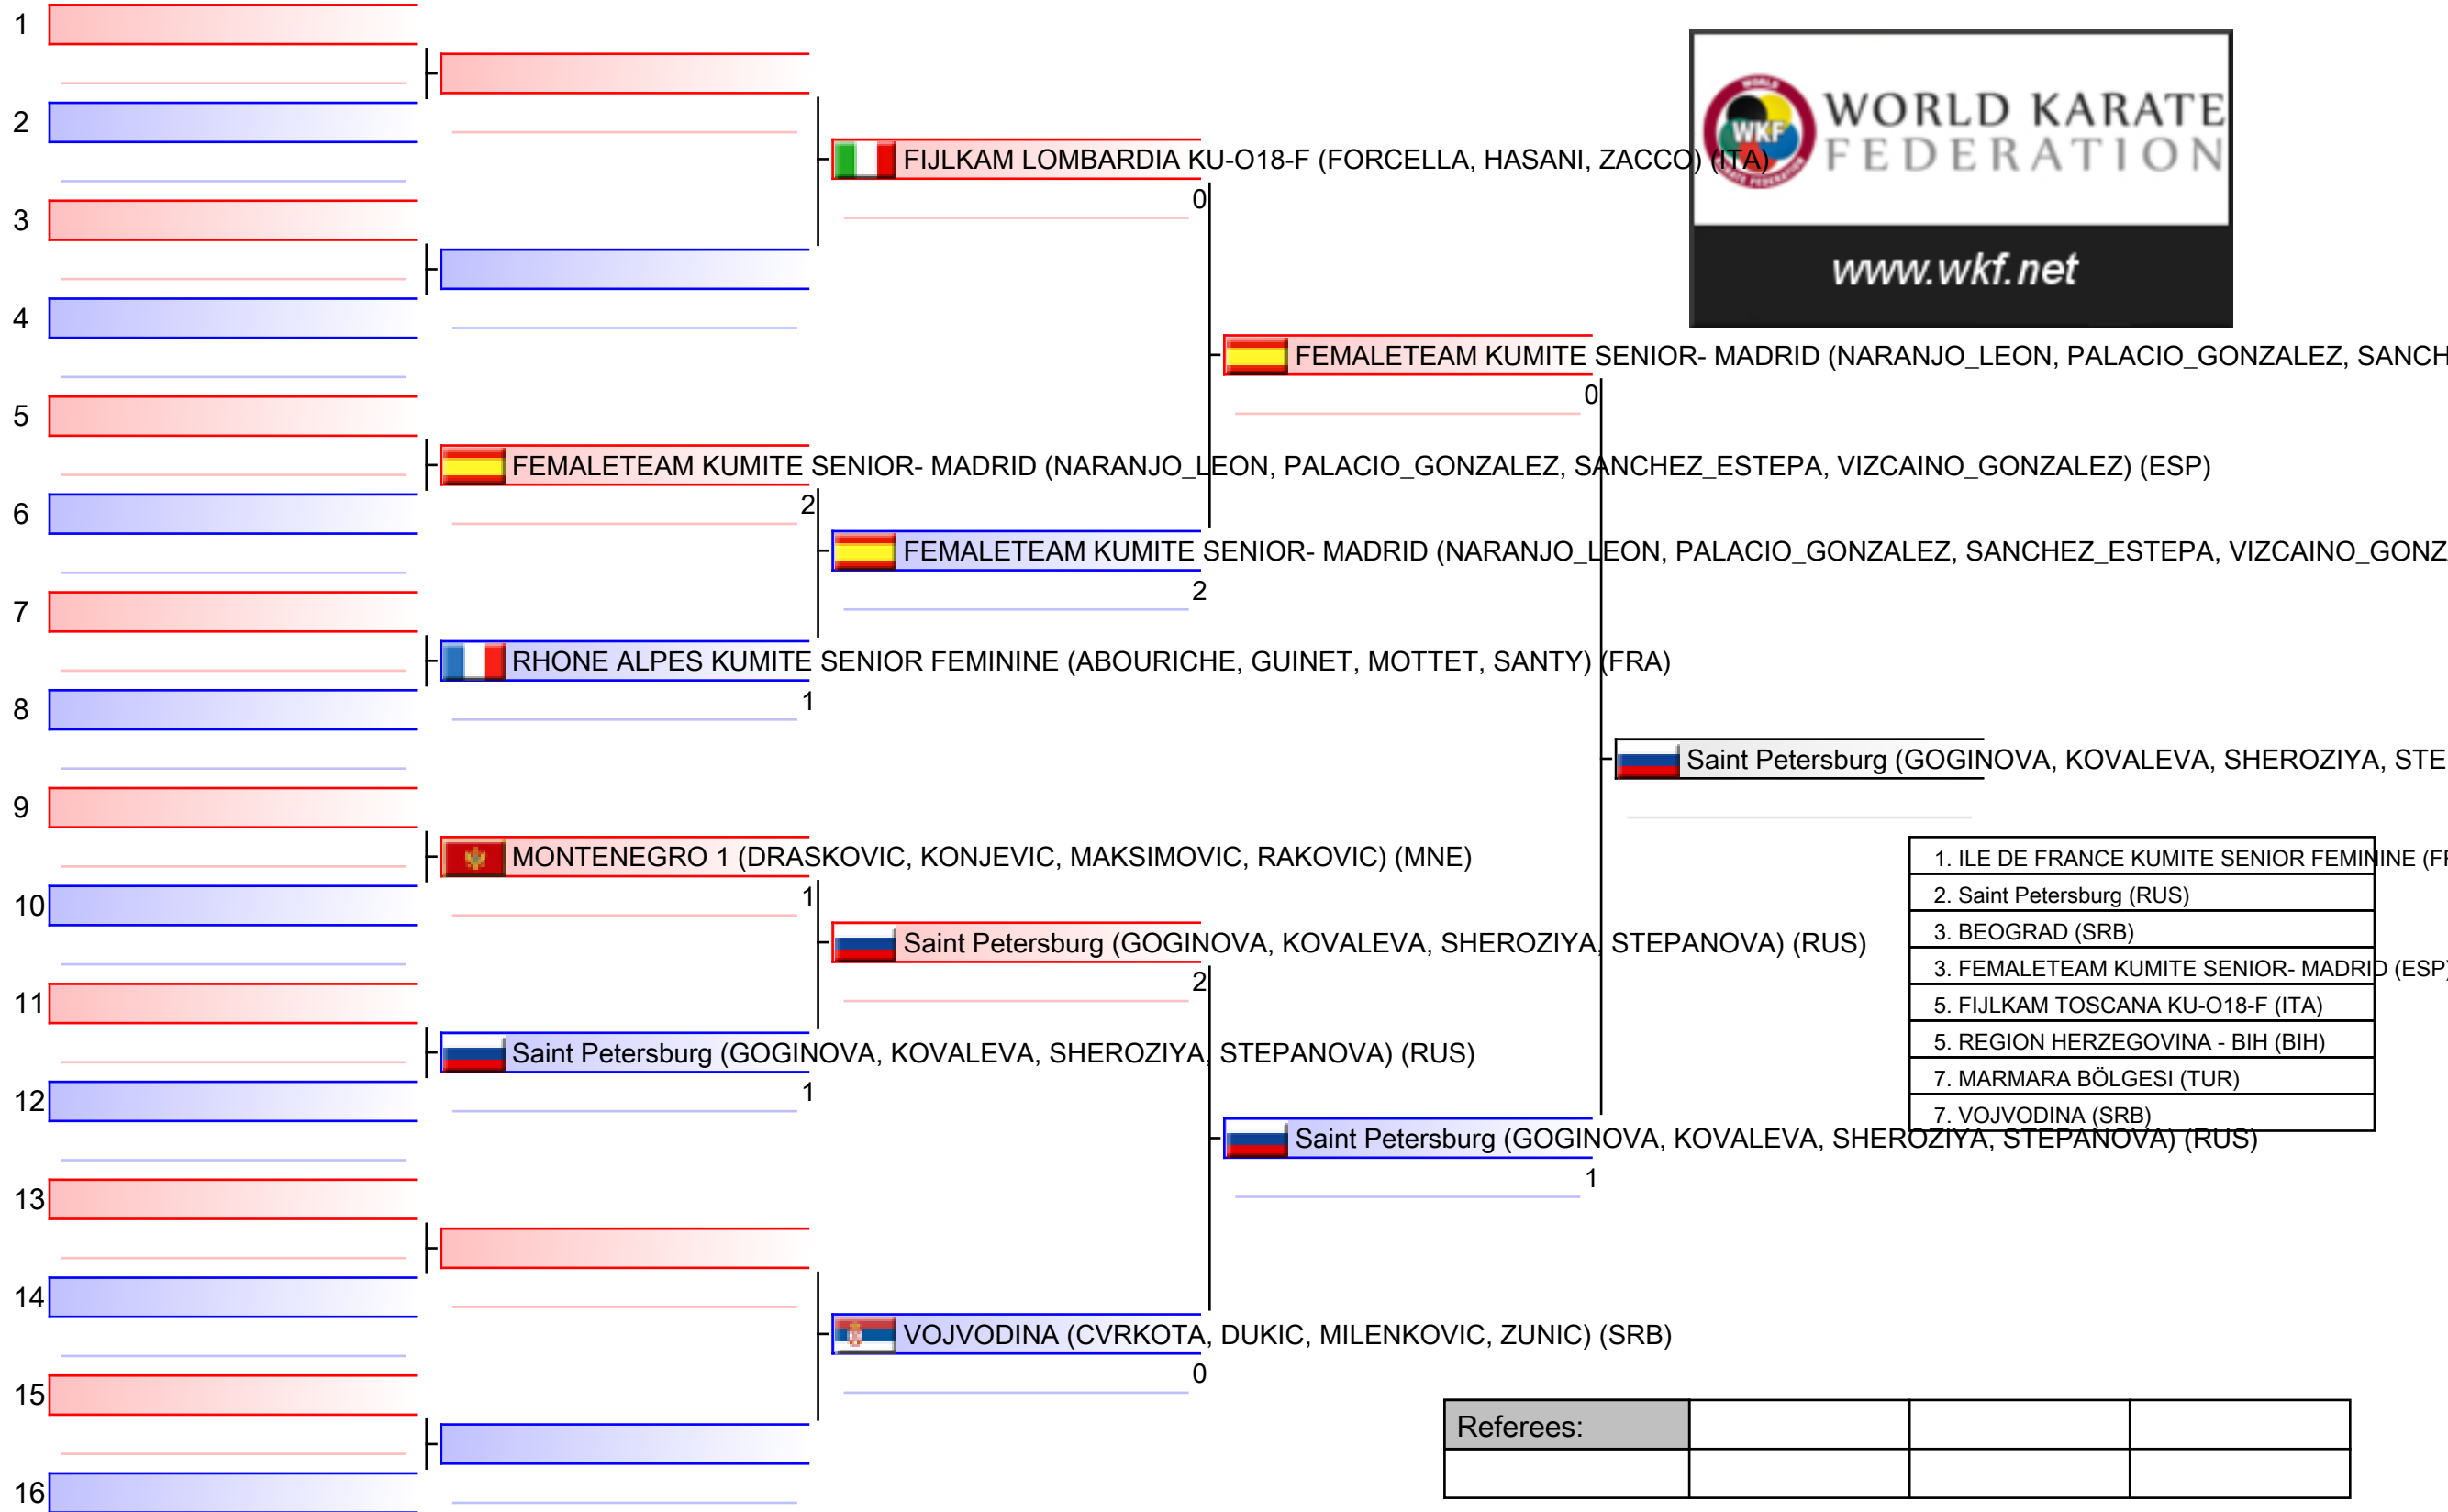 1
2
WORLD KARATE
FEDERATION
WORLD
WKF
KARATE FEDERATION
FIJLKAM LOMBARDIA KU-O18-F (FORCELLA, HASANI, ZACCO) (ITA)
0
3
www.wkf.net
4
FEMALETEAM KUMITE SENIOR- MADRID (NARANJO_LEON, PALACIO_GONZALEZ, SANCH
0
5
FEMALETEAM KUMITE SENIOR- MADRID (NARANJO_LEON, PALACIO_GONZALEZ, SANCHEZ_ESTEPA, VIZCAINO_GONZALEZ) (ESP)
2
6
FEMALETEAM KUMITE SENIOR- MADRID (NARANJO_LEON, PALACIO_GONZALEZ, SANCHEZ_ESTEPA, VIZCAINO_GONZ
2
7
RHONE ALPES KUMITE SENIOR FEMININE (ABOURICHE, GUINET, MOTTET, SANTY) (FRA)
1
8
Saint Petersburg (GOGINOVA, KOVALEVA, SHEROZIYA, STE
9
MONTENEGRO 1 (DRASKOVIC, KONJEVIC, MAKSIMOVIC, RAKOVIC) (MNE)
1
10
Saint Petersburg (GOGINOVA, KOVALEVA, SHEROZIYA, STEPANOVA) (RUS)
2
11
Saint Petersburg (GOGINOVA, KOVALEVA, SHEROZIYA, STEPANOVA) (RUS)
1
12
1. ILE DE FRANCE KUMITE SENIOR FEMININE (FR
2. Saint Petersburg (RUS)
3. BEOGRAD (SRB)
3. FEMALETEAM KUMITE SENIOR- MADRID (ESP)
5. FIJLKAM TOSCANA KU-O18-F (ITA)
5. REGION HERZEGOVINA - BIH (BIH)
7. MARMARA BÖLGESI (TUR)
7. VOJVODINA (SRB)
Saint Petersburg (GOGINOVA, KOVALEVA, SHEROZIYA, STEPANOVA) (RUS)
1
13
14
VOJVODINA (CVRKOTA, DUKIC, MILENKOVIC, ZUNIC) (SRB)
0
15
16
Referees: